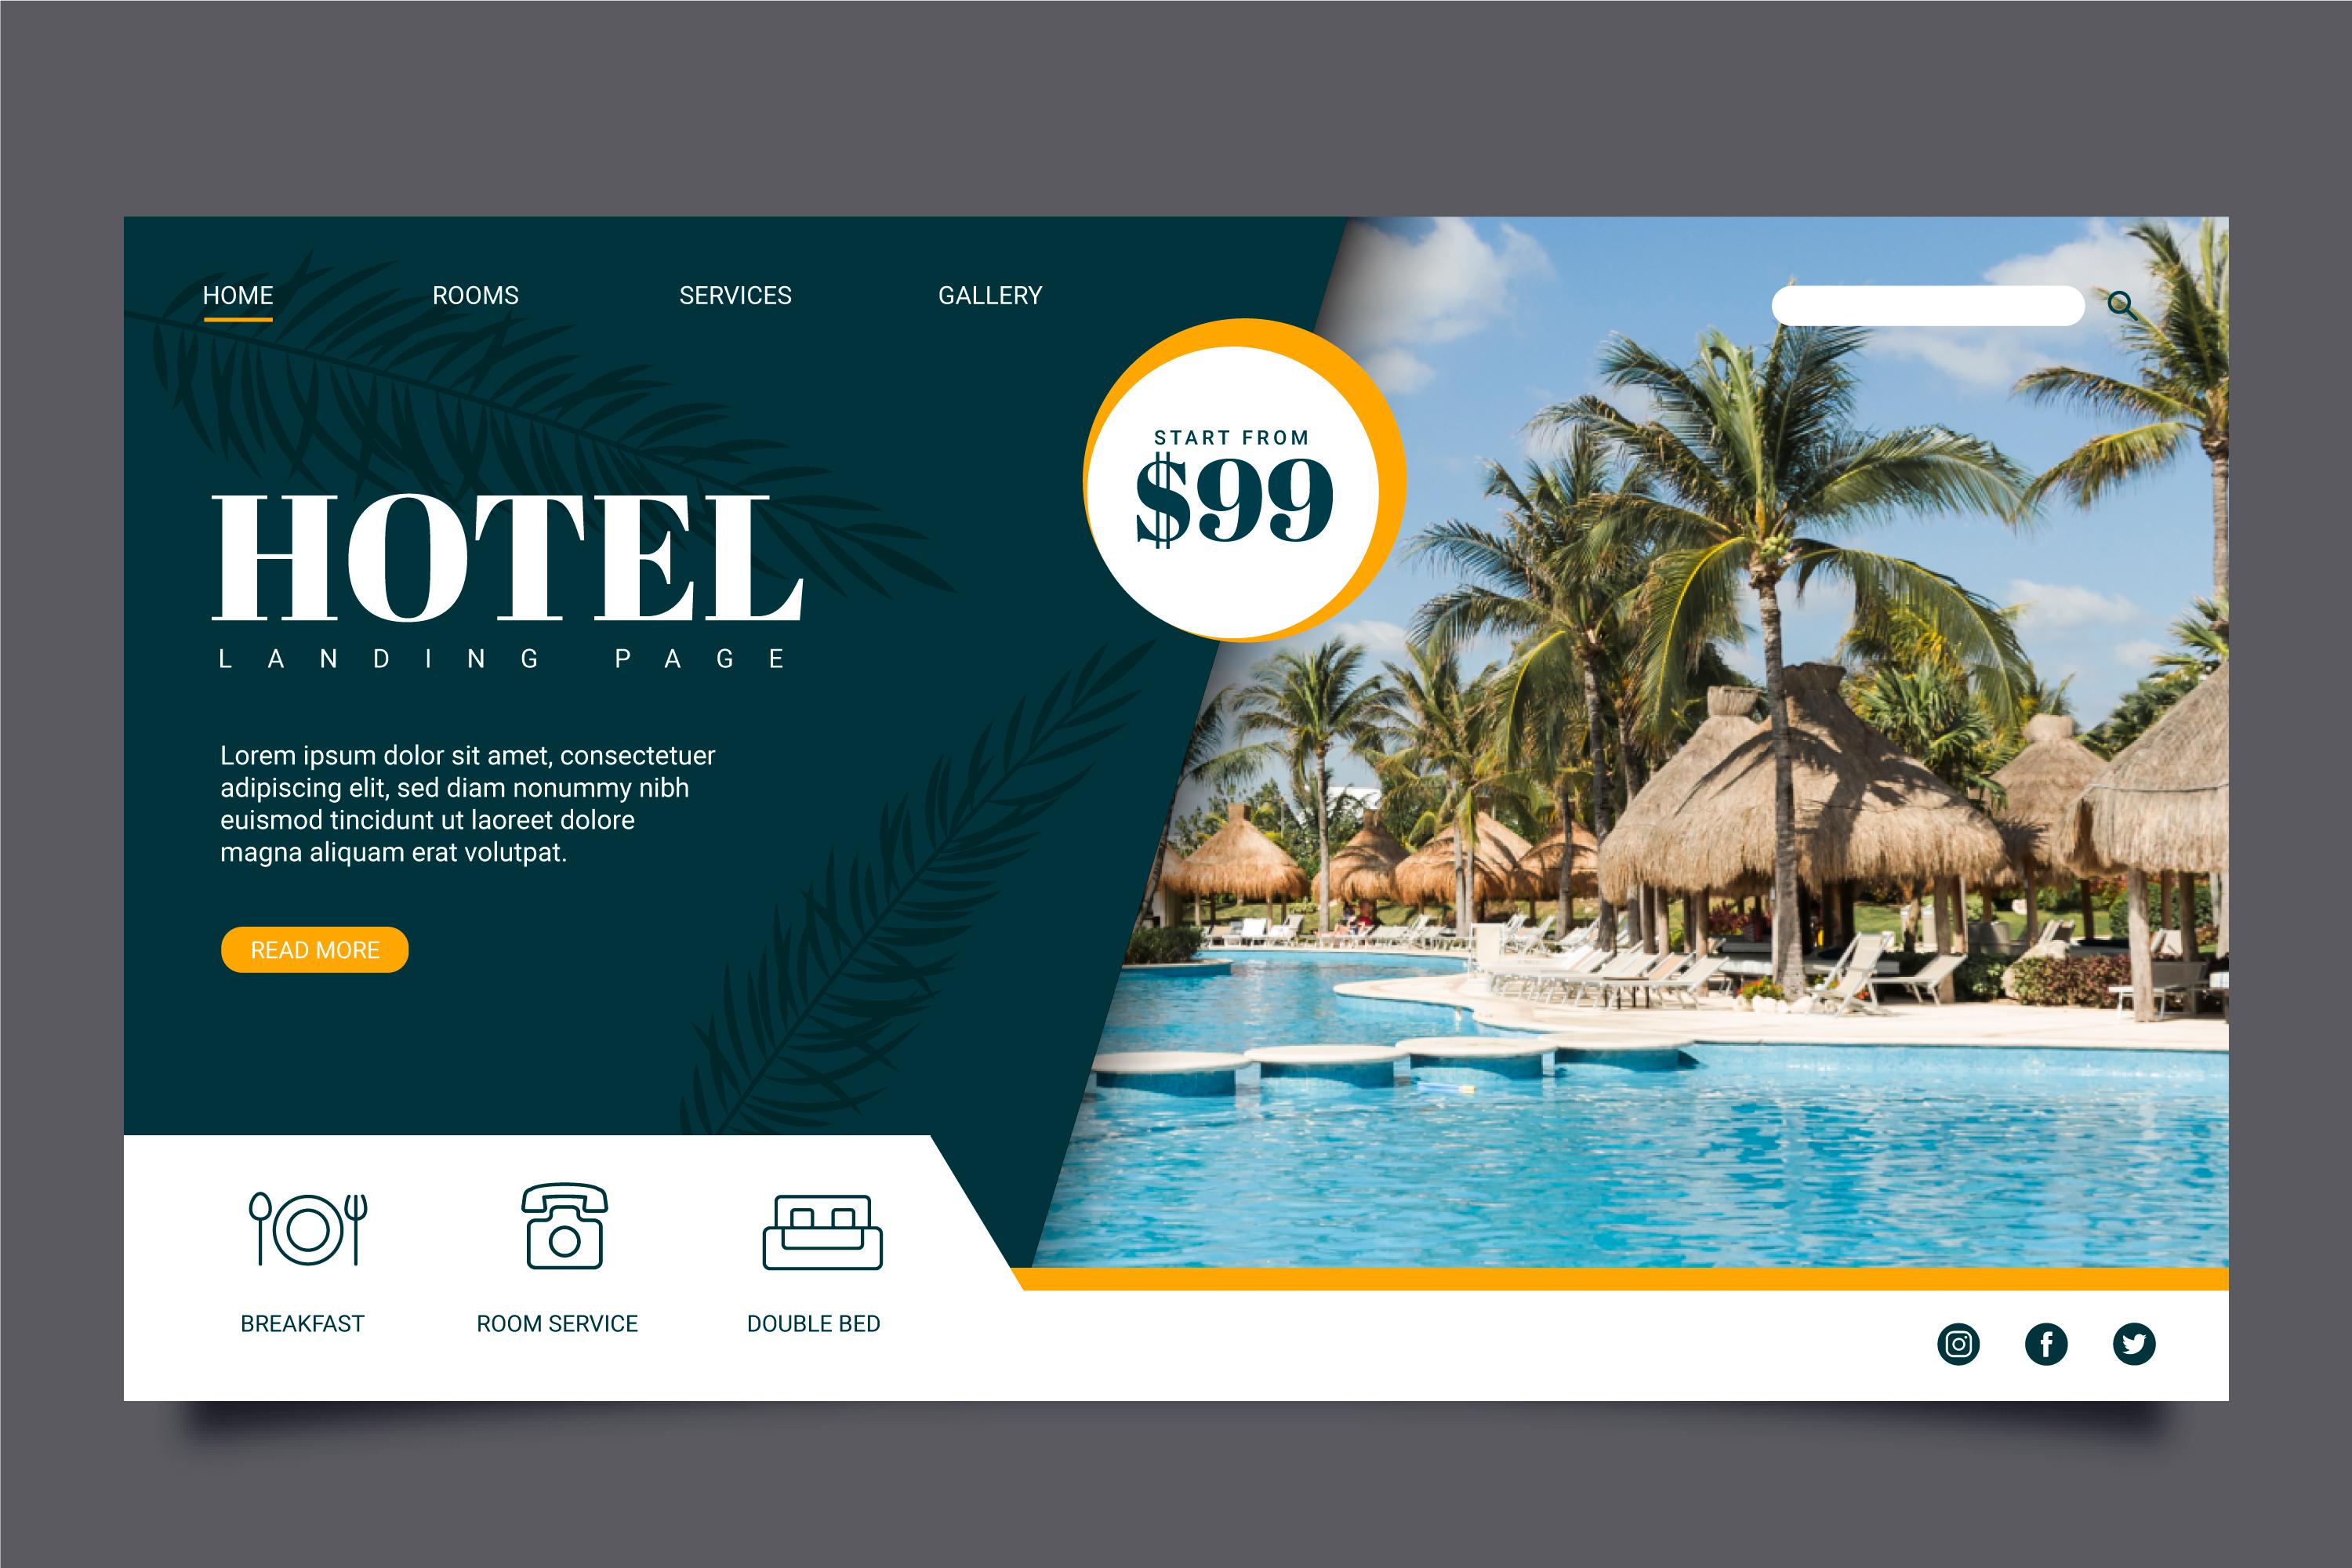 HOME ROOMS SERVICES GALLERY
START FROM
$99
HOTEL
LANDING PAGE
Lorem ipsum dolor sit amet, consectetuer
adipiscing elit, sed diam nonummy nibh
euismod tincidunt ut laoreet dolore
magna aliquam erat volutpat.
READ MORE
BREAKFAST ROOM SERVICE DOUBLE BED